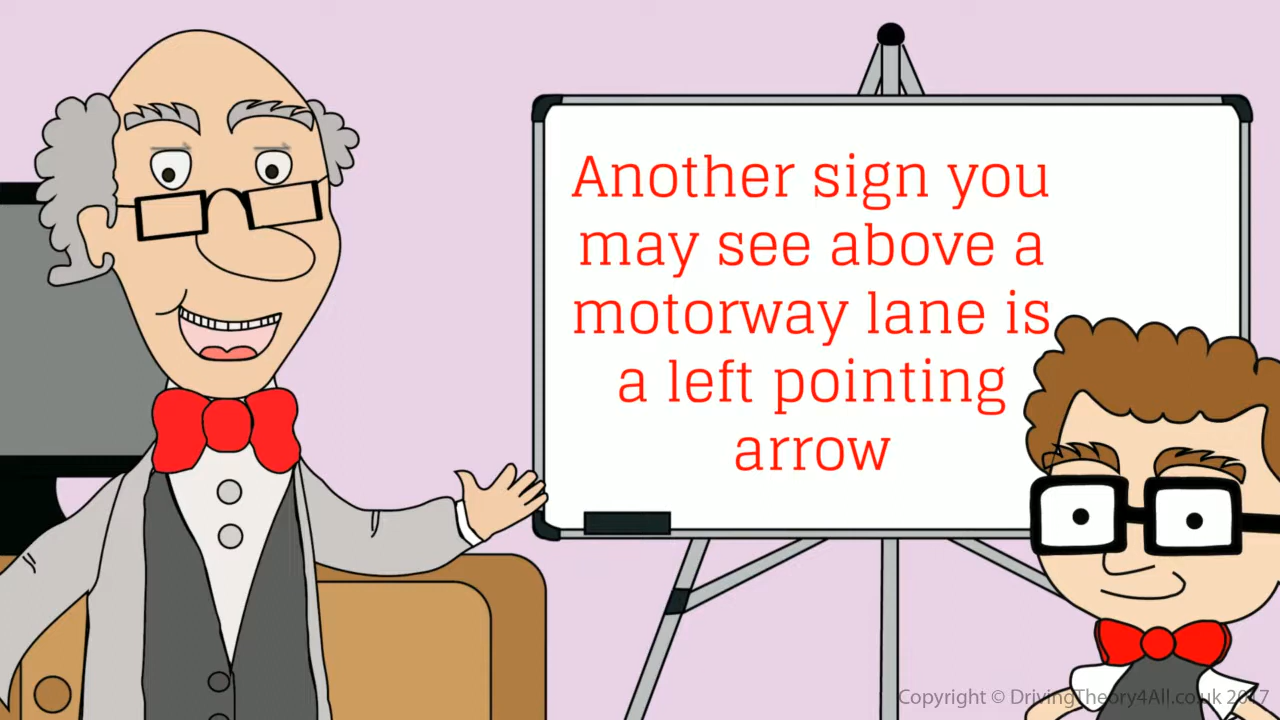 Another sign you
may see above a
motorway lane is
a left pointing
arrow
Copyright © DrivingTheory4All.co.uk 2017